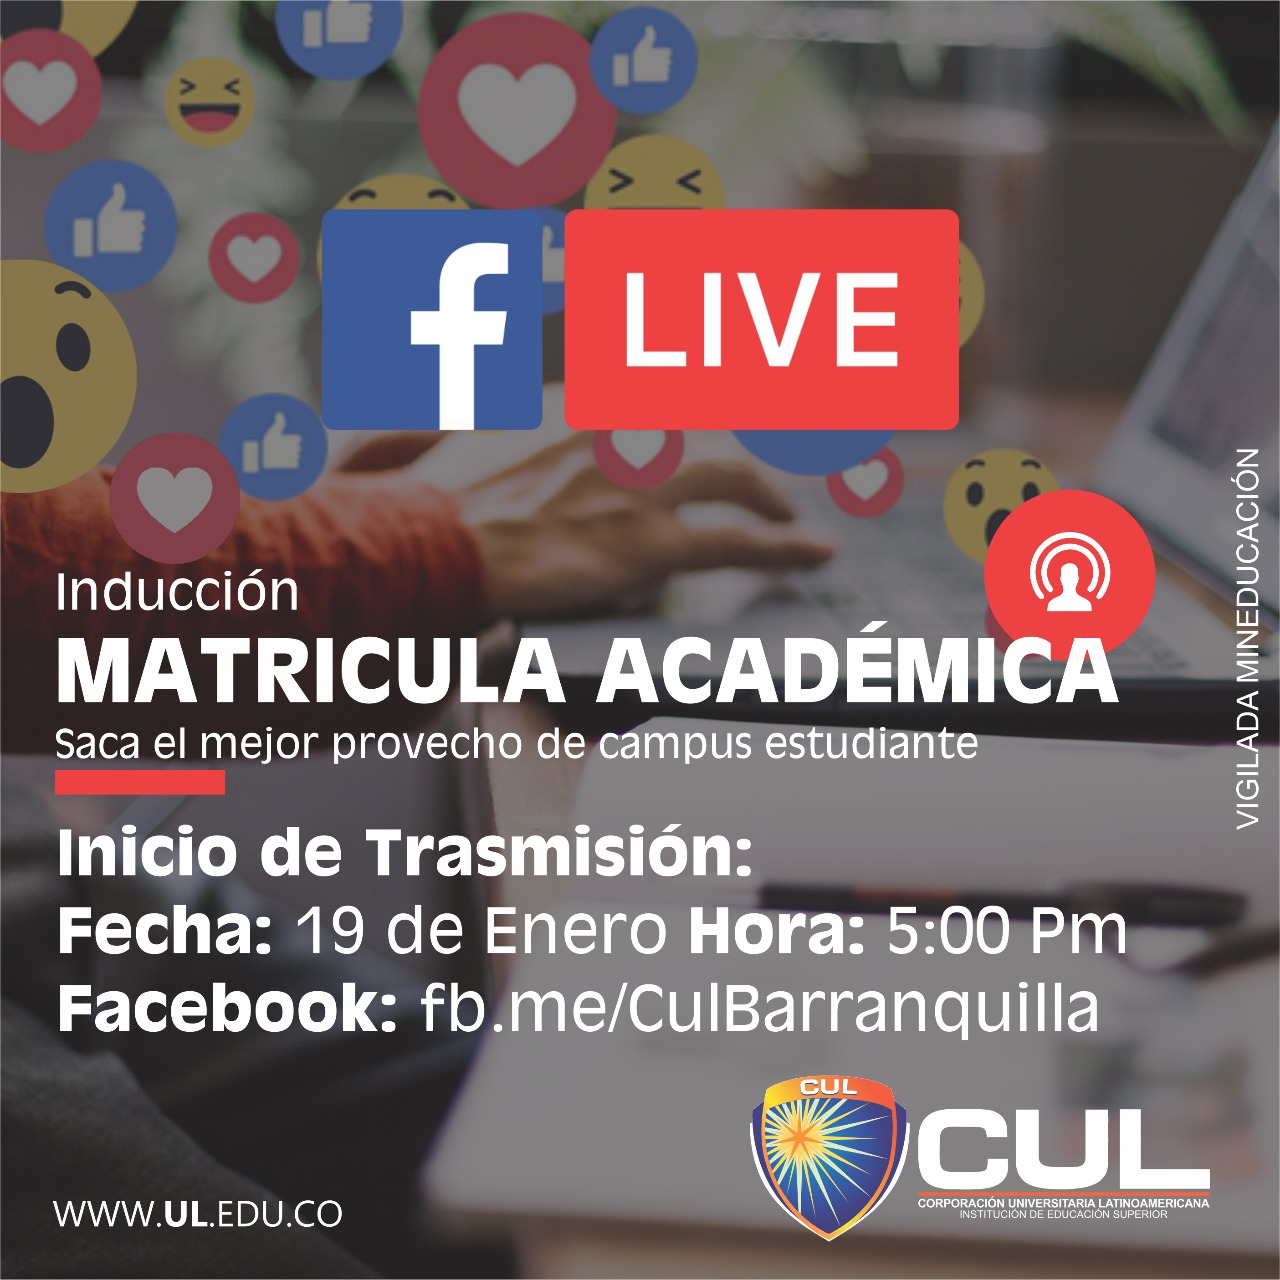 f LIVE
Inducción
MATRICULA ACADÉMICA
Saca el mejor provecho de campus estudiante
Inicio de Trasmisión:
Fecha: 19 de Enero Hora: 5:00 Pm
Facebook: fb.me/CulBarranquilla
VIGILADA MINEDUCACIÓN
CUL
CUL
CORPORACIÓN UNIVERSITARIA LATINOAMERICANA
INSTITUCIÓN DE EDUCACIÓN SUPERIOR
WWW.UL.EDU.CO